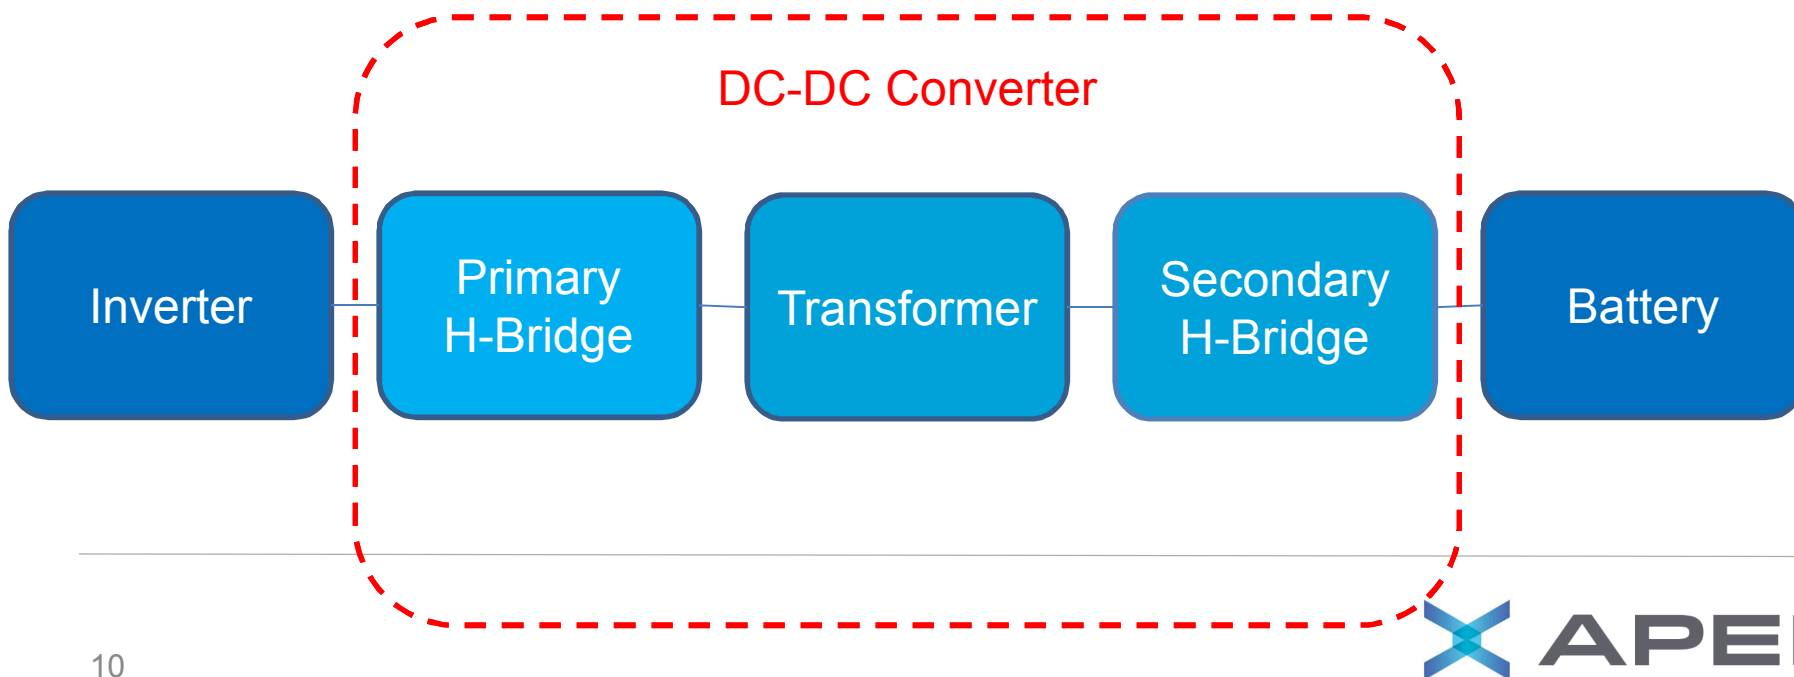 DC-DC Converter
Inverter
Primary
H-Bridge
Transformer
Secondary
H-Bridge
Battery
10